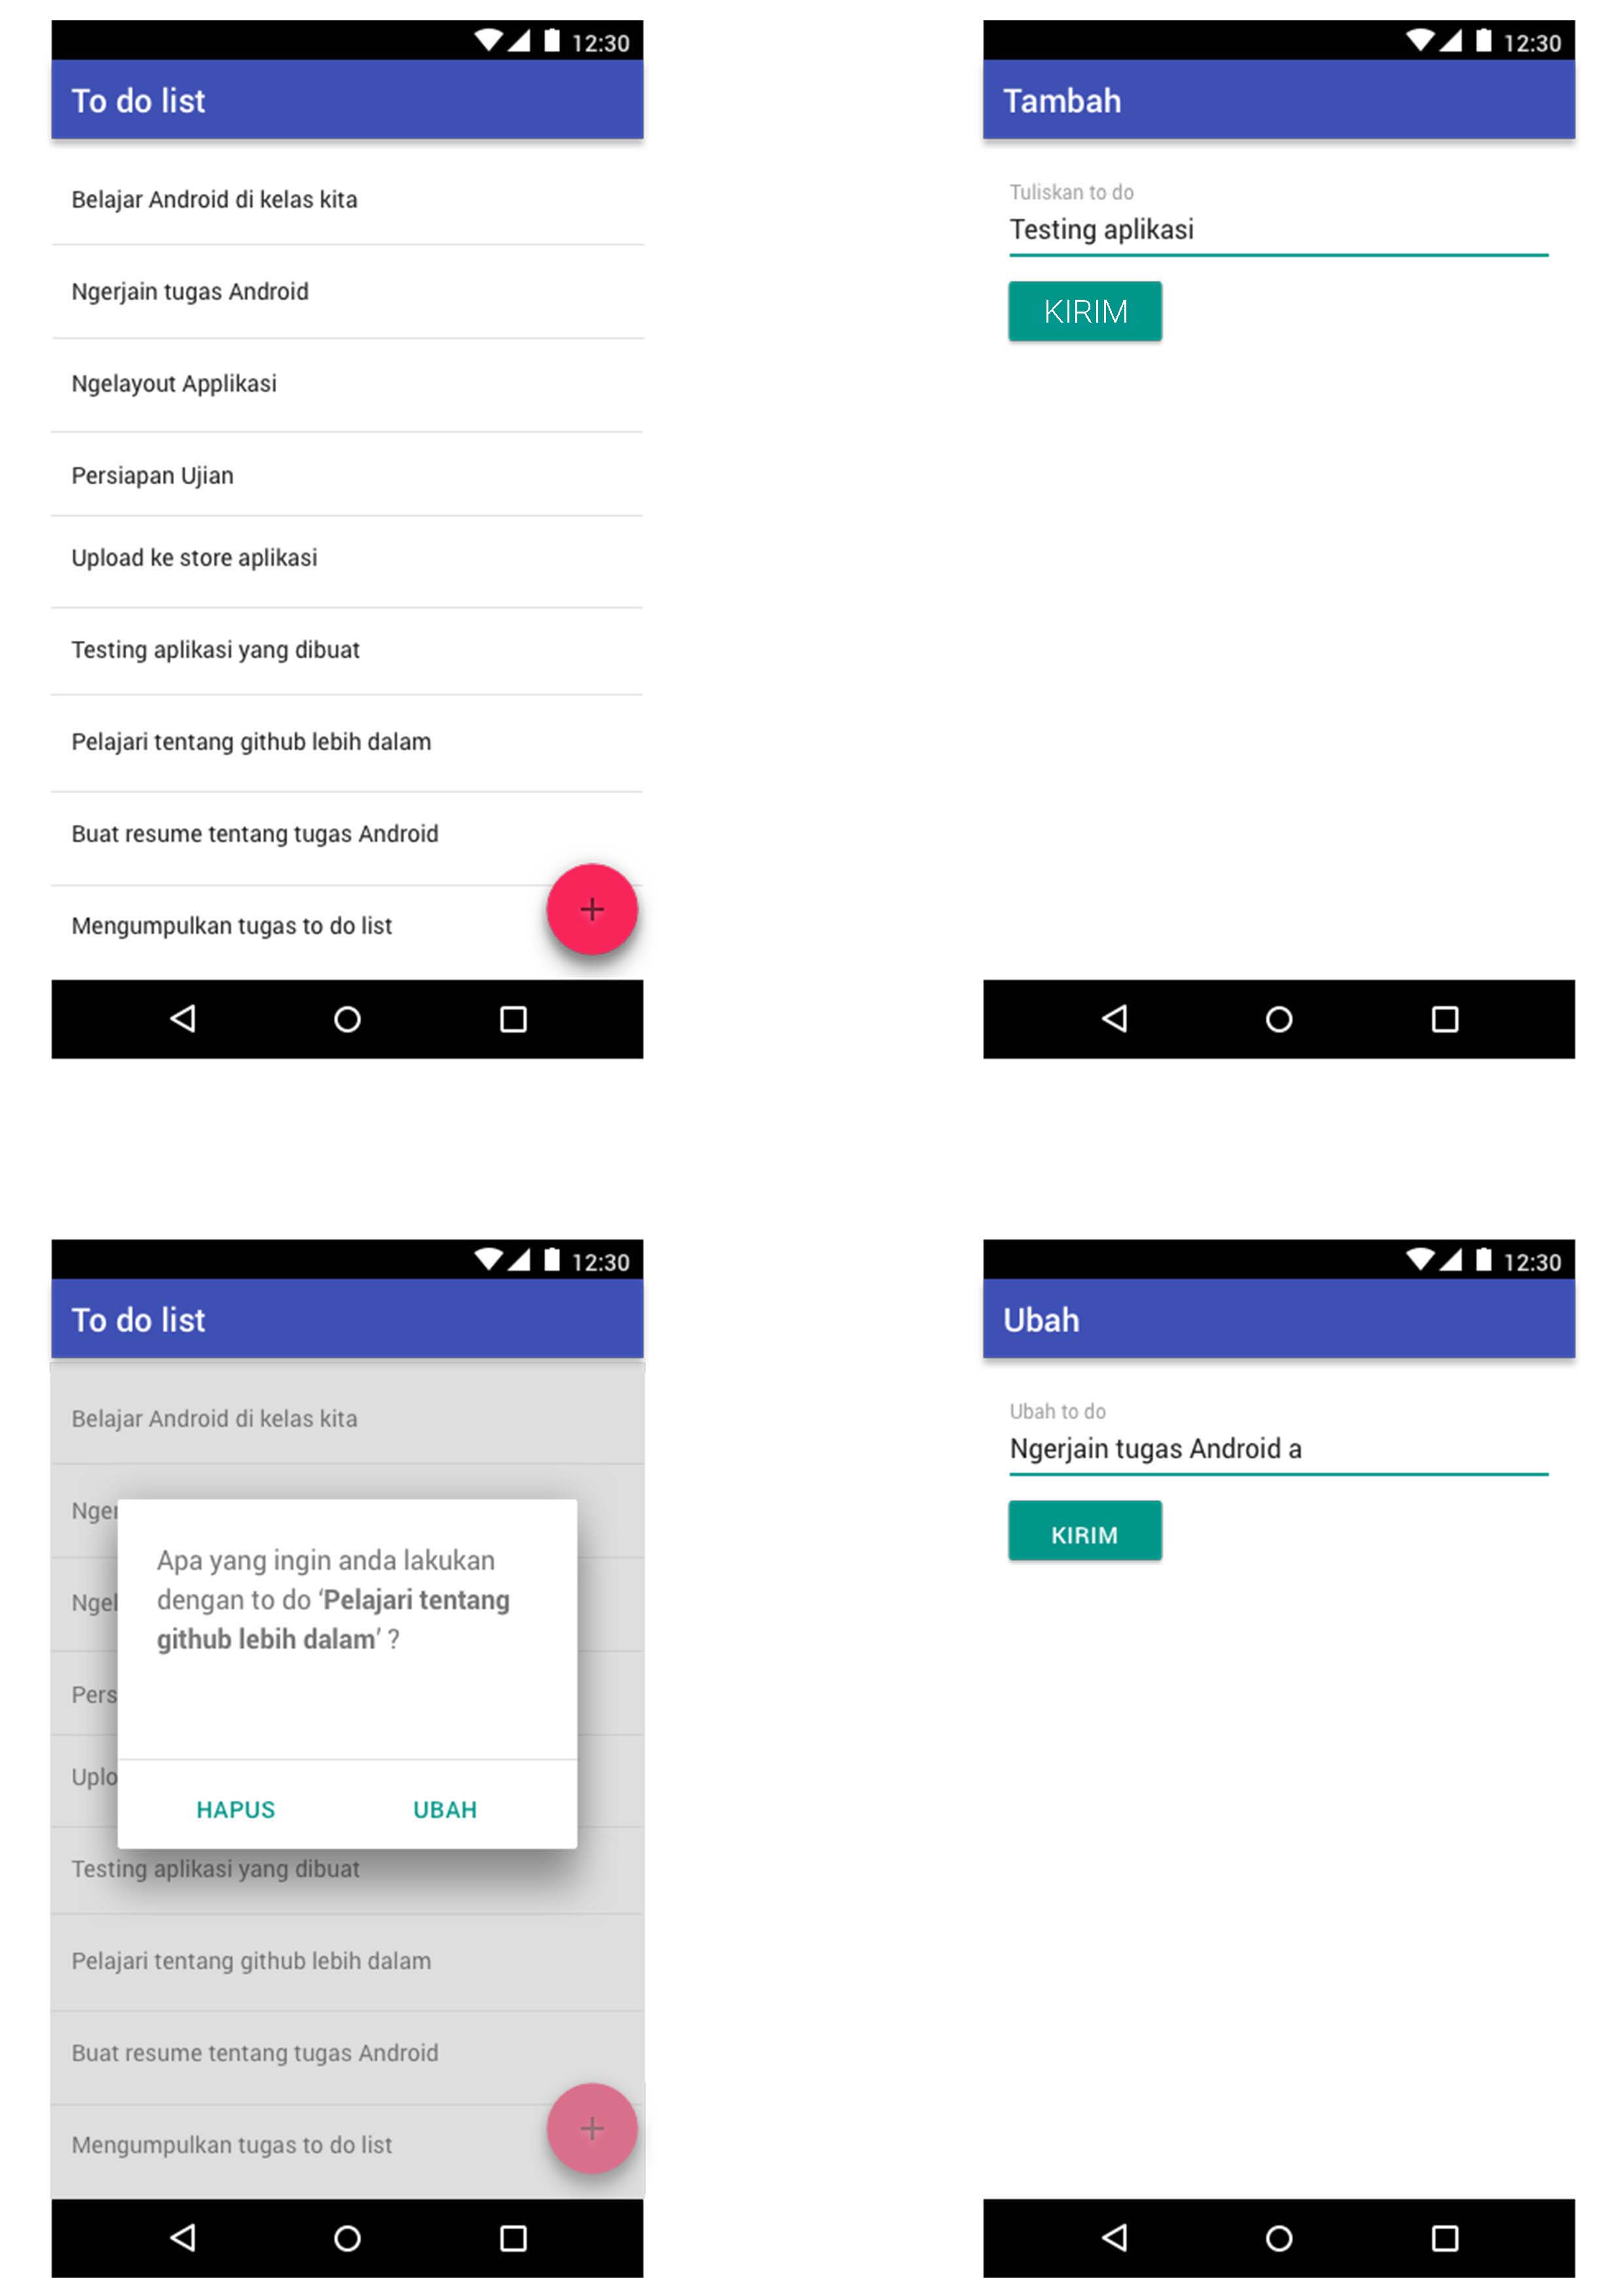 12:30
To do list
Belajar Android di kelas kita
Ngerjain tugas Android
Ngelayout Applikasi
Persiapan Ujian
Upload ke store aplikasi
Testing aplikasi yang dibuat
Pelajari tentang github lebih dalam
Buat resume tentang tugas Android
Mengumpulkan tugas to do list
12:30
Tambah
Tuliskan to do
Testing aplikasi
KIRIM
12:30
To do list
Belajar Android di kelas kita
Nger
Ngel
Pers
Uplo
Apa yang ingin anda lakukan
dengan to do ‘Pelajari tentang
github lebih dalam’ ?
HAPUS UBAH
Testing aplikasi yang dibuat
Pelajari tentang github lebih dalam
Buat resume tentang tugas Android
Mengumpulkan tugas to do list
12:30
Ubah
Ubah to do
Ngerjain tugas Android a
KIRIM